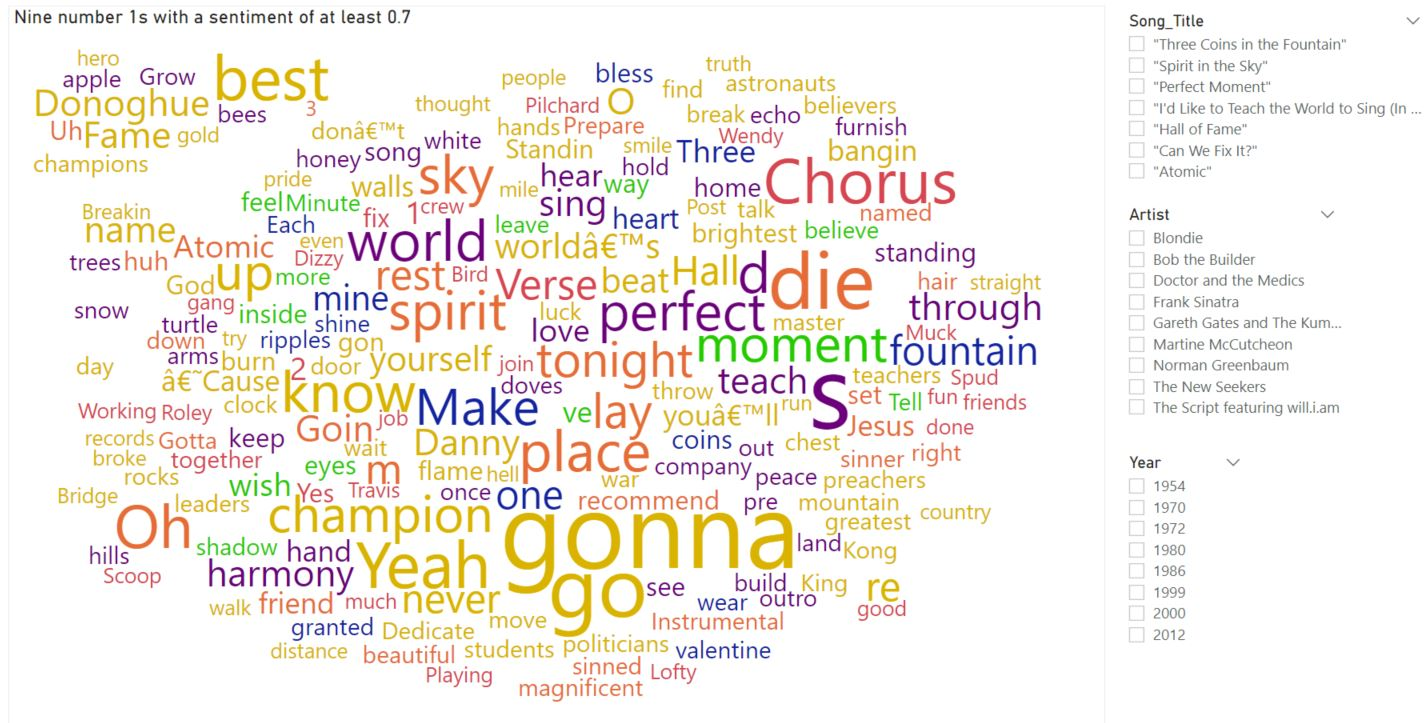 Nine number 1s with a sentiment of at least 0.7
hero
apple Grow best people bless truth
Donoghue bees 3 thought Pilchard O find astronauts
Uh Fame gold donâ€™t hands Prepare break echo believers
champions honey song white Standin smile Three Wendy furnish bangin
pride walls sky mile hear way hold home Chorus
Breakin feel Minute fix 1 crew sing heart Post talk named
name Each even world leave worldâ€™s brightest believe standing
trees huh Atomic Dizzy rest Bird Verse beat Hall d die hair straight
God up more mine spirit perfect through
snow gang inside shine luck master Muck
turtle ripples gon love moment fountain
down try
day arms burn door yourself join tonight teach s teachers Spud
â€˜Cause 2 know doves throw run set Tell fun friends
Working Roley clock job Make ve lay youâ€™ll Jesus done
records Gotta keep Goin wait Danny place coins out chest sinner right
broke together eyes m flame hell war company peace preachers
rocks wish Yes Travis once one recommend pre mountain
Bridge leaders champion gonna greatest country
Oh shadow hand Yeah land Kong
hills harmony go see build King re
Scoop
walk friend much never wear outro good
granted Dedicate move Instrumental
distance beautiful students politicians valentine
Playing sinned Lofty
magnificent
Song_Title
"Three Coins in the Fountain"
"Spirit in the Sky"
"Perfect Moment"
"I'd Like to Teach the World to Sing (In ...
"Hall of Fame"
"Can We Fix It?"
"Atomic"
Artist
Blondie
Bob the Builder
Doctor and the Medics
Frank Sinatra
Gareth Gates and The Kum...
Martine McCutcheon
Norman Greenbaum
The New Seekers
The Script featuring will.i.am
Year
1954
1970
1972
1980
1986
1999
2000
2012